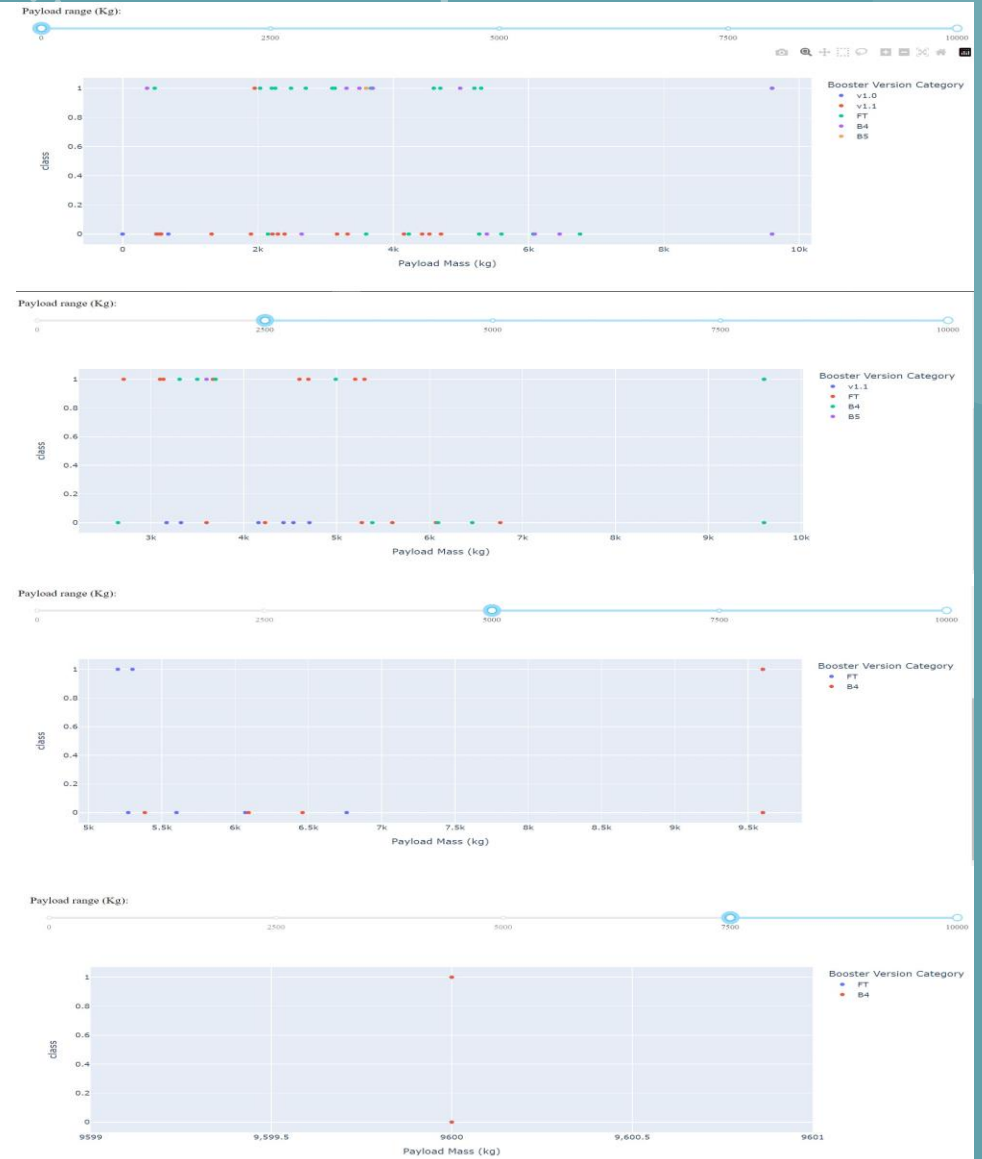 Payload range (Kg):
0 2500 5000 7500 10000
Booster Version Category
v1.0
v1.1
FT
B4
B5
1
0.8
0.6
0.4
0.2
0
class
0 2k 4k 6k 8k 10k
Payload Mass (kg)
Payload range (Kg):
0 2500 5000 7500 10000
Booster Version Category
v1.1
FT
B4
B5
1
0.8
0.6
0.4
0.2
0
class
3k 4k 5k 6k 7k 8k 9k 10k
Payload Mass (kg)
Payload range (Kg):
0 2500 5000 7500 10000
Booster Version Category
FT
B4
1
0.8
0.6
0.4
0.2
0
class
5k 5.5k 6k 6.5k 7k 7.5k 8k 8.5k 9k 9.5k
Payload Mass (kg)
Payload range (Kg):
0 2500 5000 7500 10000
Booster Version Category
FT
B4
1
0.8
0.6
0.4
0.2
0
class
9599 9,599.5 9600 9,600.5 9601
Payload Mass (kg)